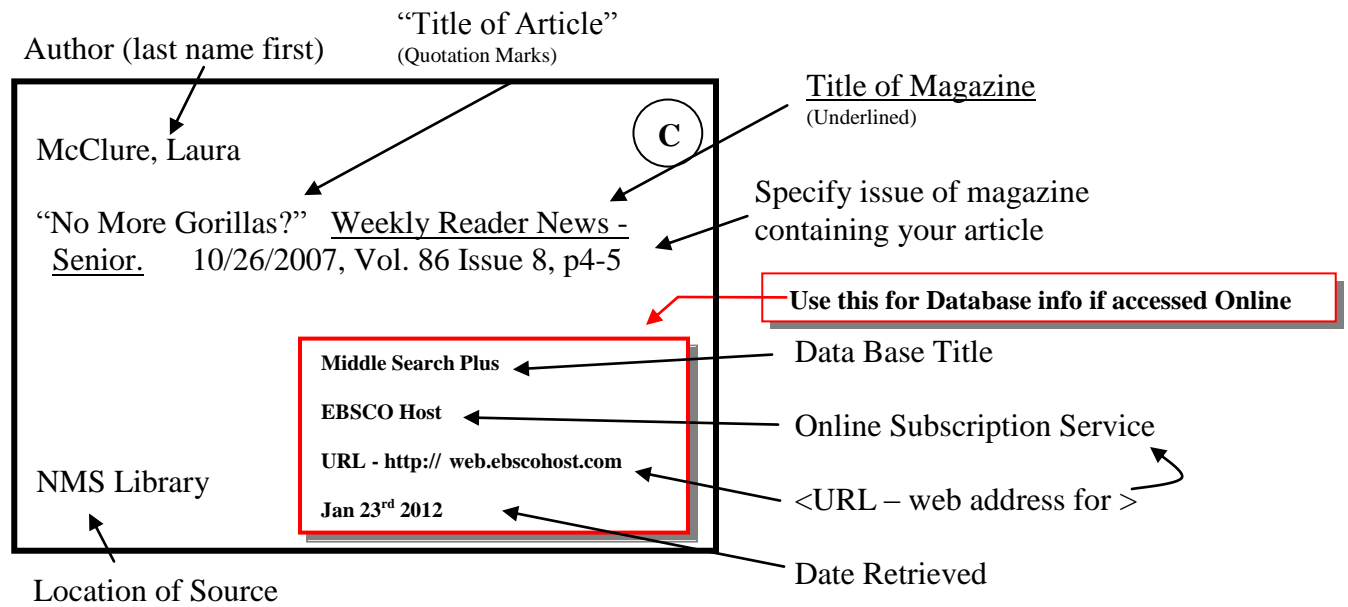 “Title of Article”
(Quotation Marks)
Author (last name first)
Title of Magazine
(Underlined)
C
McClure, Laura
Specify issue of magazine
containing your article
“No More Gorillas?” Weekly Reader News -
Senior. 10/26/2007, Vol. 86 Issue 8, p4-5
Use this for Database info if accessed Online
Middle Search Plus
Data Base Title
EBSCO Host
Online Subscription Service
URL - http:// web.ebscohost.com
<URL – web address for >
NMS Library
Jan 23rd 2012
Date Retrieved
Location of Source